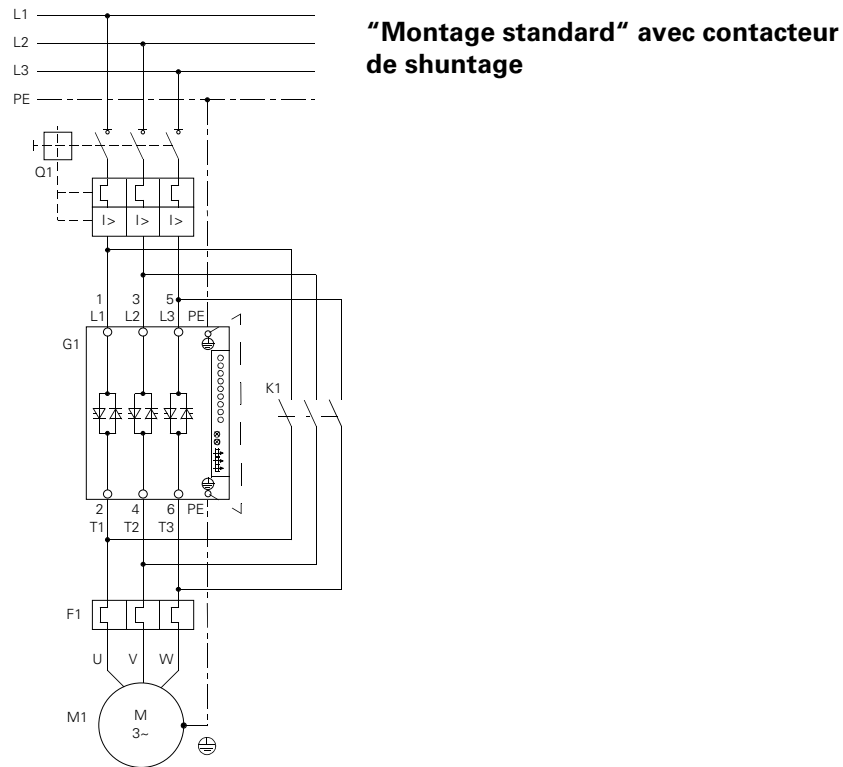 L1
“Montage standard“ avec contacteur
L2
de shuntage
L3
PE
Q1
I> I> I>
1 3 5
L1 L2 L3 PE
G1
K1
2 4 6 PE
T1 T2 T3
F1
U V W
M1
M
3~